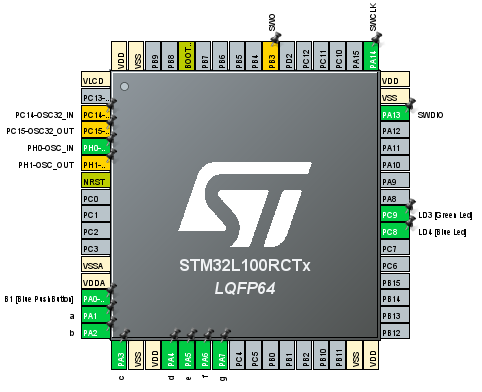 SWO
SWCLK
VDD
VSS
PB9
PB8
BOOT..
PB7
PB6
PB5
PB4
PB3
PD2
PC12
PC11
PC10
PA15
PA14
VLCD
PC13-..
PC14-OSC32_IN PC14-..
PC15-OSC32_OUT PC15-..
PH0-OSC_IN PH0-..
PH1-OSC_OUT PH1-..
NRST
PC0
PC1
PC2
PC3
VSSA
VDDA
B1 [Blue PushButton] PA0-..
a PA1
b PA2
STM32L100RCTx
LQFP64
VDD
VSS
PA13 SWDIO
PA12
PA11
PA10
PA9
PA8
PC9 LD3 [Green Led]
PC8 LD4 [Blue Led]
PC7
PC6
PB15
PB14
PB13
PB12
PA3
VSS
VDD
PA4
PA5
PA6
PA7
PC4
PC5
PB0
PB1
PB2
PB10
PB11
VSS
VDD
c
d
e
f
g